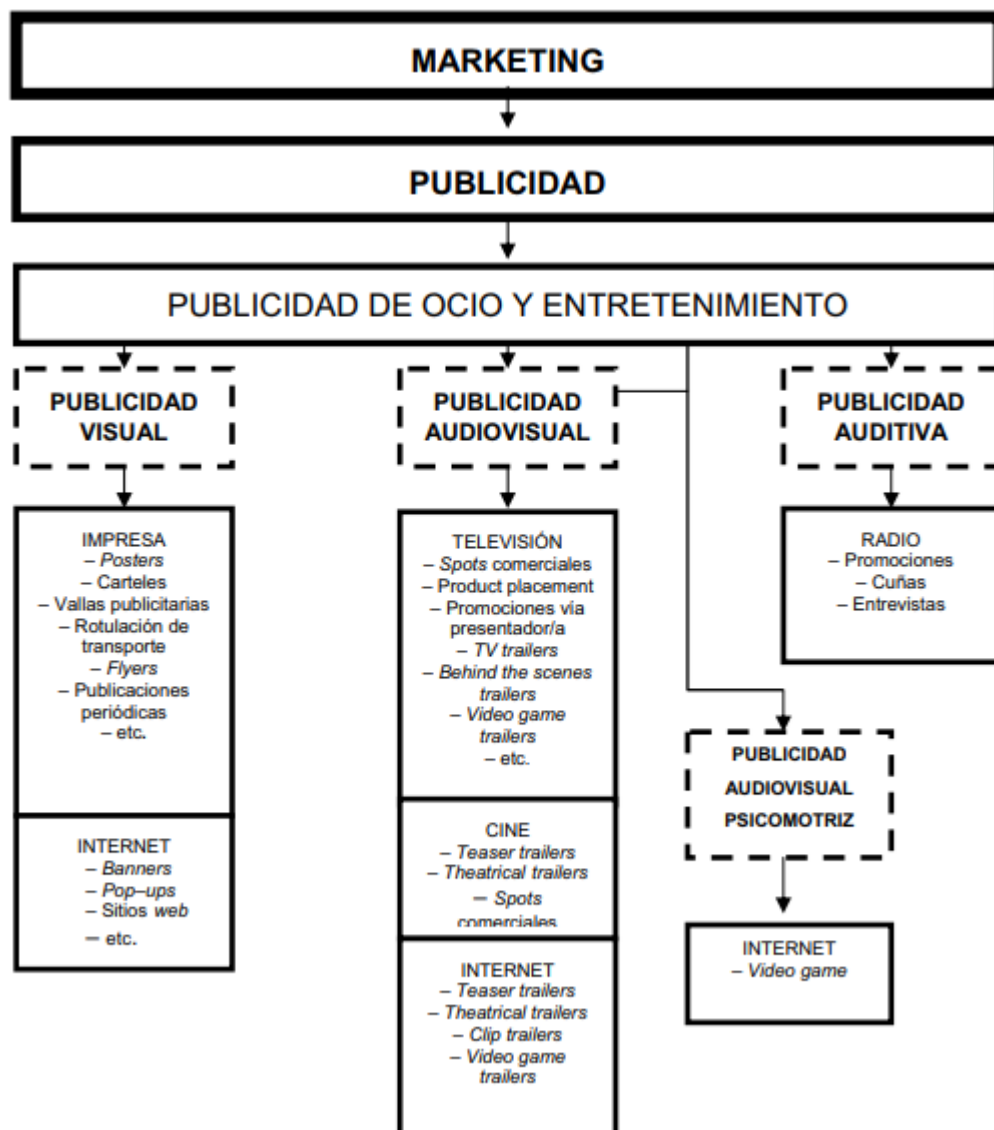 MARKETING
PUBLICIDAD
PUBLICIDAD DE OCIO Y ENTRETENIMIENTO
PUBLICIDAD
VISUAL
IMPRESA
– Posters
– Carteles
– Vallas publicitarias
– Rotulación de
transporte
– Flyers
– Publicaciones
periódicas
– etc.
INTERNET
– Banners
– Pop–ups
– Sitios web
– etc.
PUBLICIDAD
AUDIOVISUAL
TELEVISIÓN
– Spots comerciales
– Product placement
– Promociones vía
presentador/a
– TV trailers
– Behind the scenes
trailers
– Video game
trailers
– etc.
CINE
– Teaser trailers
– Theatrical trailers
– Spots
comerciales
INTERNET
– Teaser trailers
– Theatrical trailers
– Clip trailers
– Video game
trailers
PUBLICIDAD
AUDITIVA
RADIO
– Promociones
– Cuñas
– Entrevistas
PUBLICIDAD
AUDIOVISUAL
PSICOMOTRIZ
INTERNET
– Video game